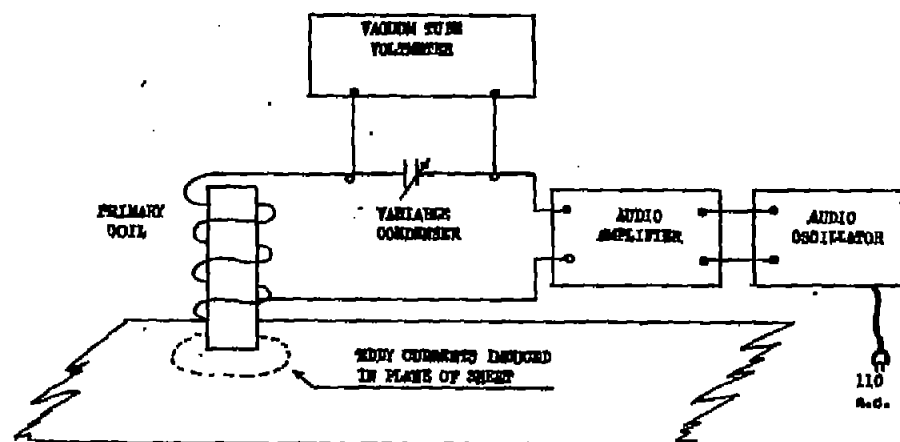 VACUUM TUBE
VOLTMETER
PRIMARY
COIL
VARIABLE
CONDENSER
AUDIO
AMPLIFIER
AUDIO
OSCILLATOR
EDDY CURRENTS INDUCED
IN PLANE OF SHEET
110
a.c.